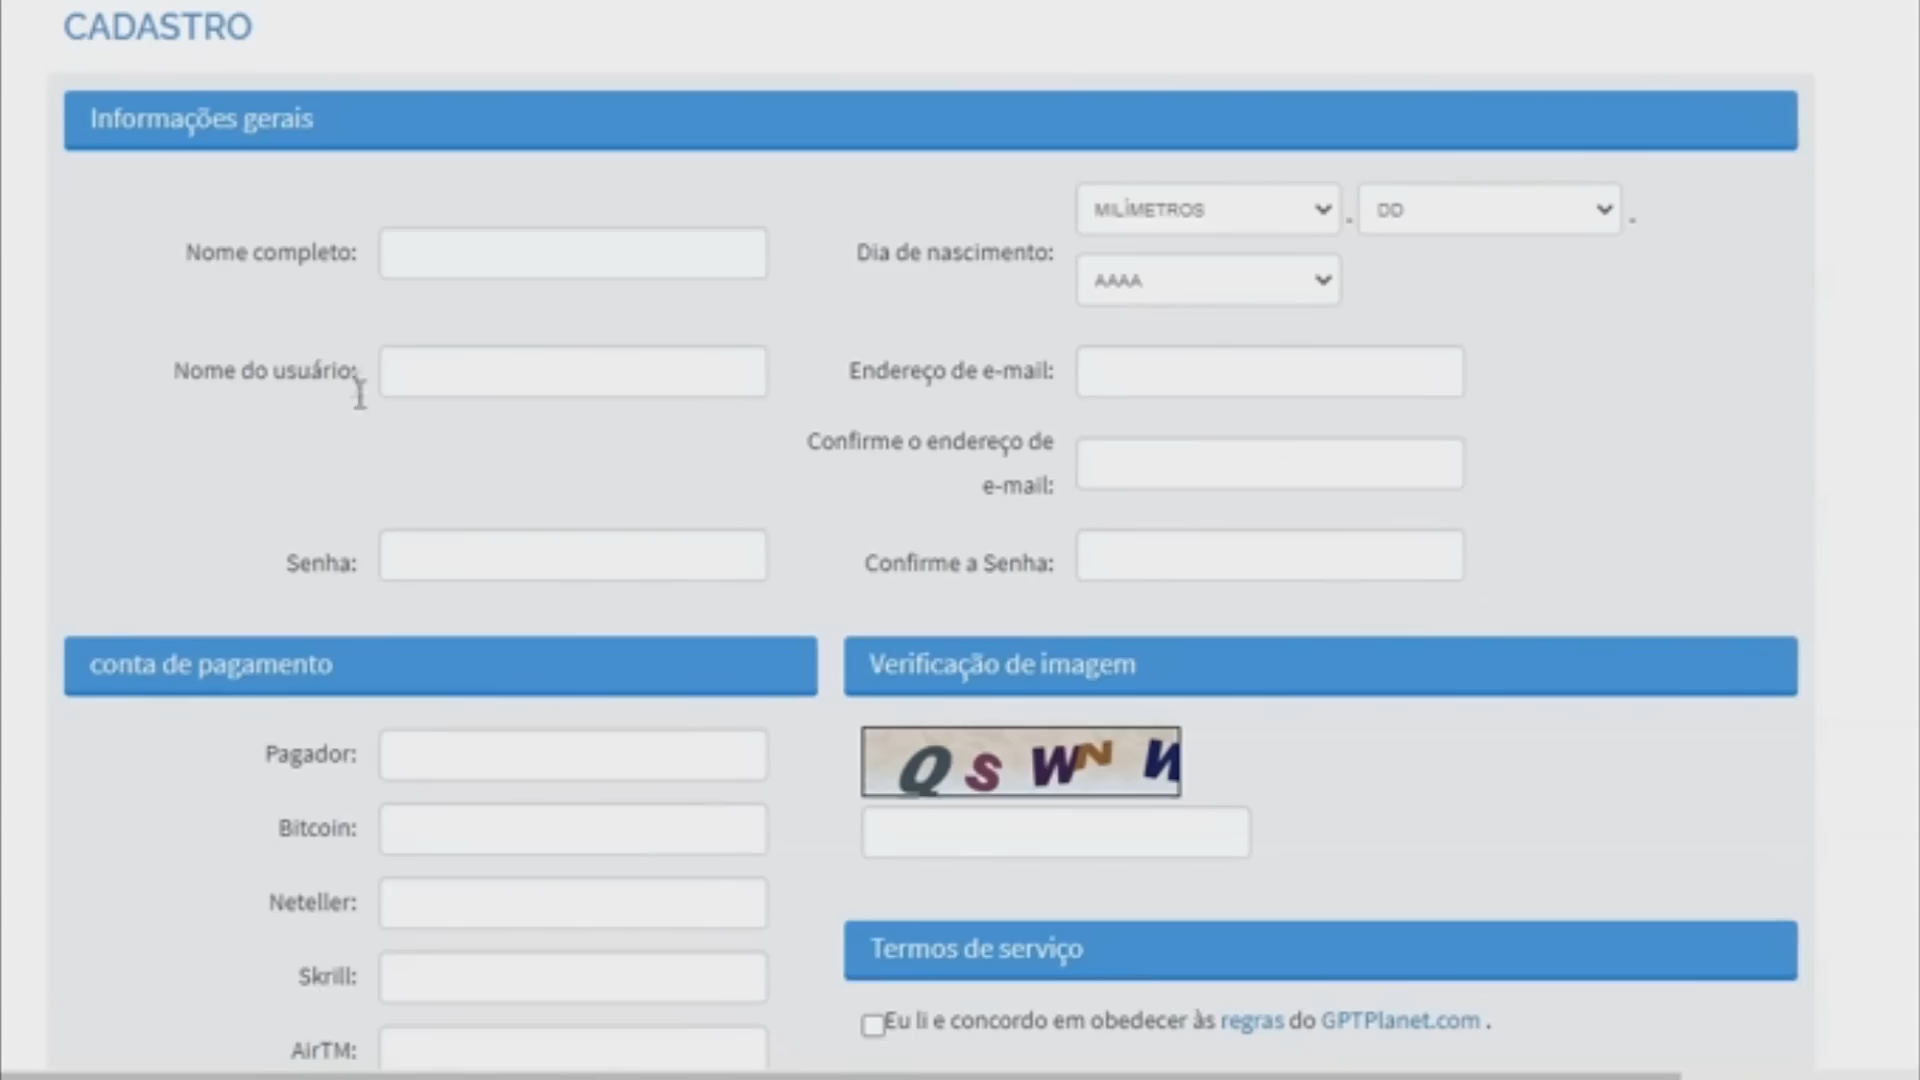 CADASTRO
Informações gerais
Nome completo:
Dia de nascimento:
MILÍMETROS
.
DD
.
AAAA
Nome do usuário:
Endereço de e-mail:
Confirme o endereço de
e-mail:
Senha:
Confirme a Senha:
conta de pagamento
Pagador:
Bitcoin:
Neteller:
Skrill:
AirTM:
Verificação de imagem
Q S W N
Termos de serviço
Eu li e concordo em obedecer às regras do GPTPlanet.com .